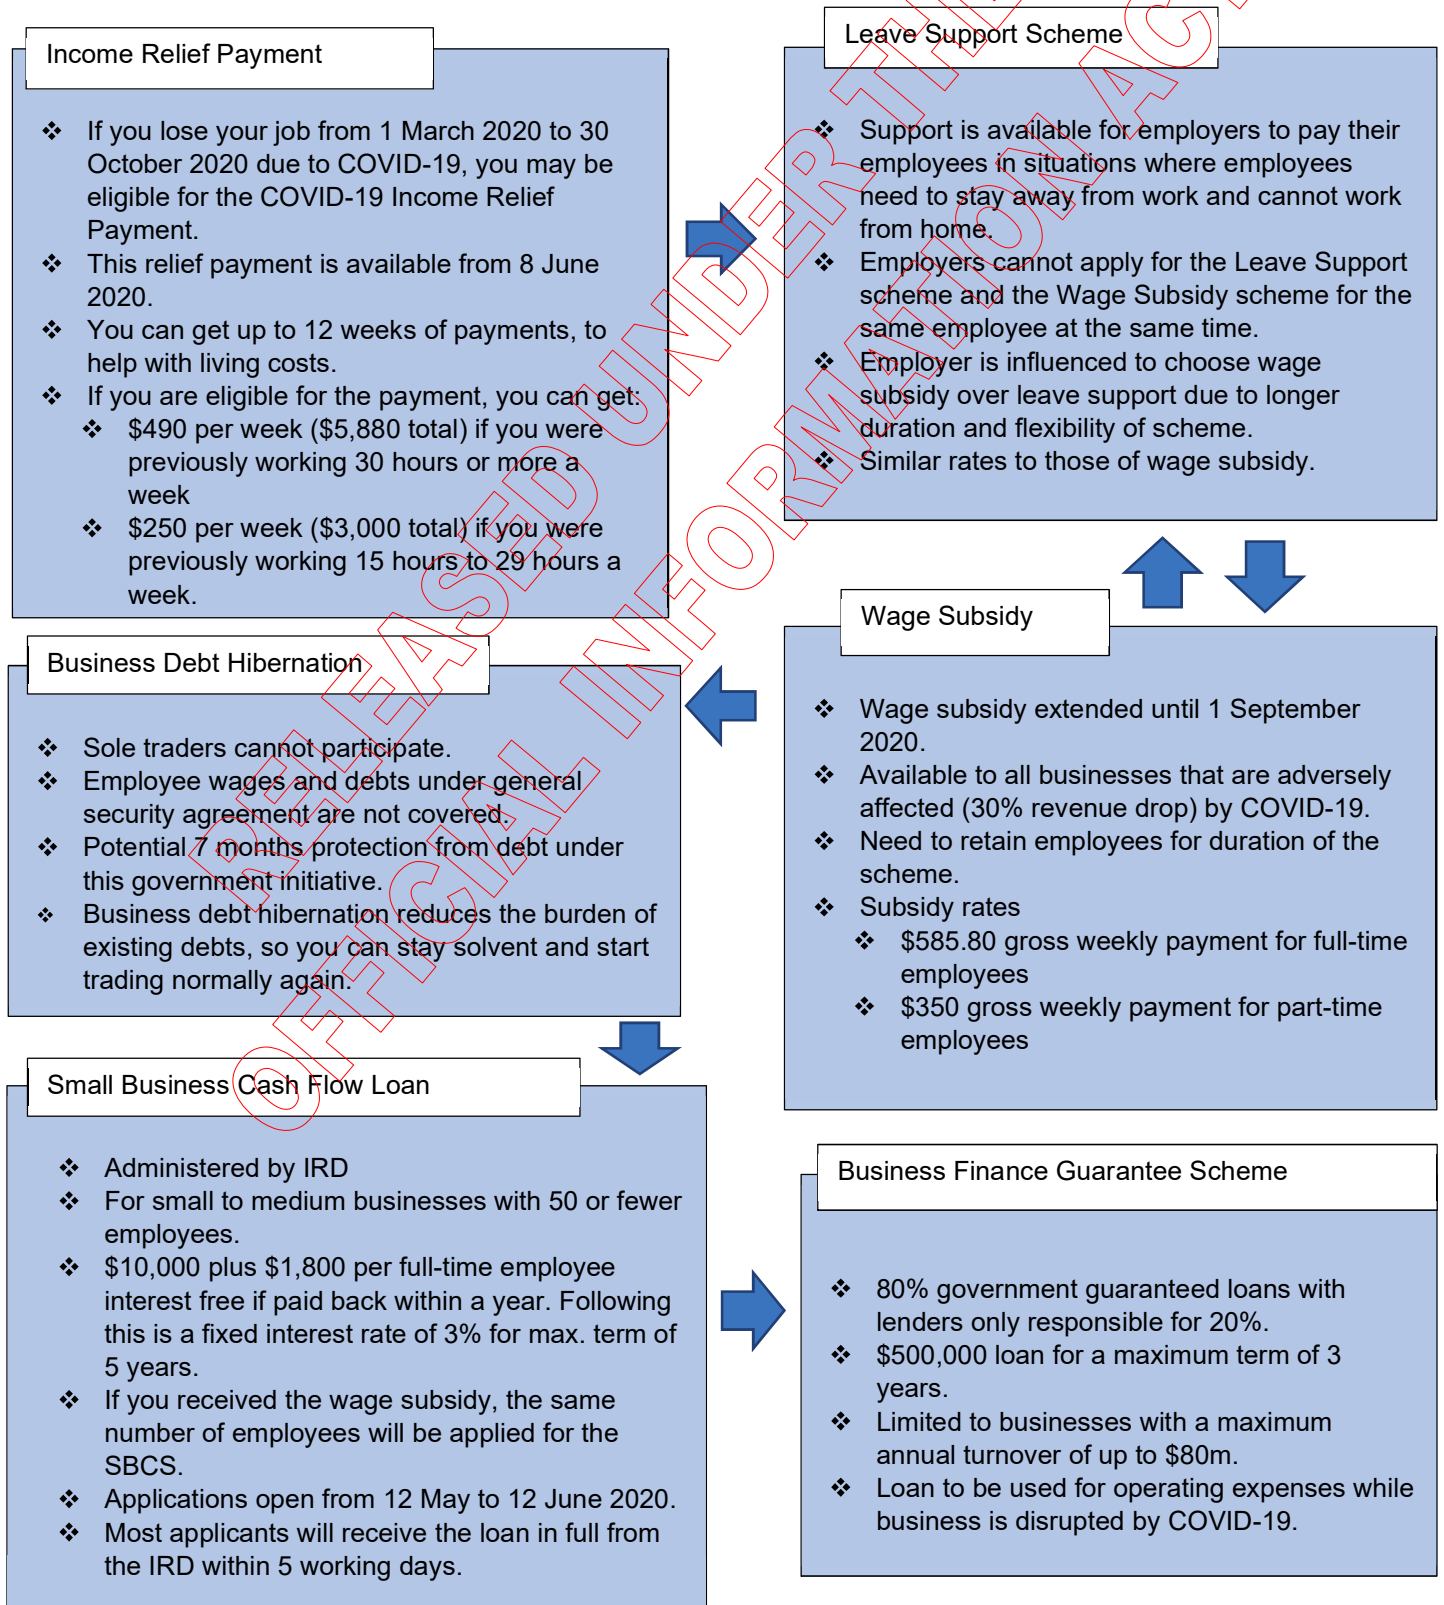 Income Relief Payment
❖ If you lose your job from 1 March 2020 to 30
October 2020 due to COVID-19, you may be
eligible for the COVID-19 Income Relief
Payment.
❖ This relief payment is available from 8 June
2020.
❖ You can get up to 12 weeks of payments, to
help with living costs.
❖ If you are eligible for the payment, you can get:
❖ $490 per week ($5,880 total) if you were
previously working 30 hours or more a
week
❖ $250 per week ($3,000 total) if you were
previously working 15 hours to 29 hours a
week.
Leave Support Scheme
❖ Support is available for employers to pay their
employees in situations where employees
need to stay away from work and cannot work
from home.
❖ Employers cannot apply for the Leave Support
scheme and the Wage Subsidy scheme for the
same employee at the same time.
❖ Employer is influenced to choose wage
subsidy over leave support due to longer
duration and flexibility of scheme.
❖ Similar rates to those of wage subsidy.
Wage Subsidy
❖ Wage subsidy extended until 1 September
2020.
❖ Available to all businesses that are adversely
affected (30% revenue drop) by COVID-19.
❖ Need to retain employees for duration of the
scheme.
❖ Subsidy rates
❖ $585.80 gross weekly payment for full-time
employees
❖ $350 gross weekly payment for part-time
employees
Business Debt Hibernation
❖ Sole traders cannot participate.
❖ Employee wages and debts under general
security agreement are not covered.
❖ Potential 7 months protection from debt under
this government initiative.
❖ Business debt hibernation reduces the burden of
existing debts, so you can stay solvent and start
trading normally again.
Small Business Cash Flow Loan
❖ Administered by IRD
❖ For small to medium businesses with 50 or fewer
employees.
❖ $10,000 plus $1,800 per full-time employee
interest free if paid back within a year. Following
this is a fixed interest rate of 3% for max. term of
5 years.
❖ If you received the wage subsidy, the same
number of employees will be applied for the
SBCS.
❖ Applications open from 12 May to 12 June 2020.
❖ Most applicants will receive the loan in full from
the IRD within 5 working days.
Business Finance Guarantee Scheme
❖ 80% government guaranteed loans with
lenders only responsible for 20%.
❖ $500,000 loan for a maximum term of 3
years.
❖ Limited to businesses with a maximum
annual turnover of up to $80m.
❖ Loan to be used for operating expenses while
business is disrupted by COVID-19.
RELEASED UNDER THE
OFFICIAL INFORMATION ACT